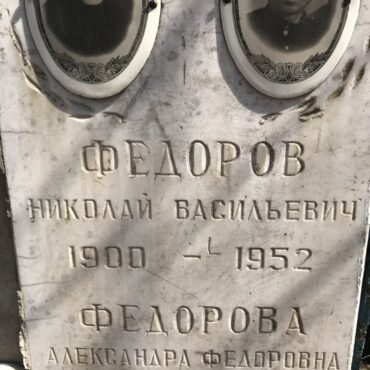 ФЕДОРОВ
НИКОЛАЙ ВАСИЛЬЕВИЧ
1900 – 1952
ФЕДОРОВА
АЛЕКСАНДРА ФЕДОРОВНА